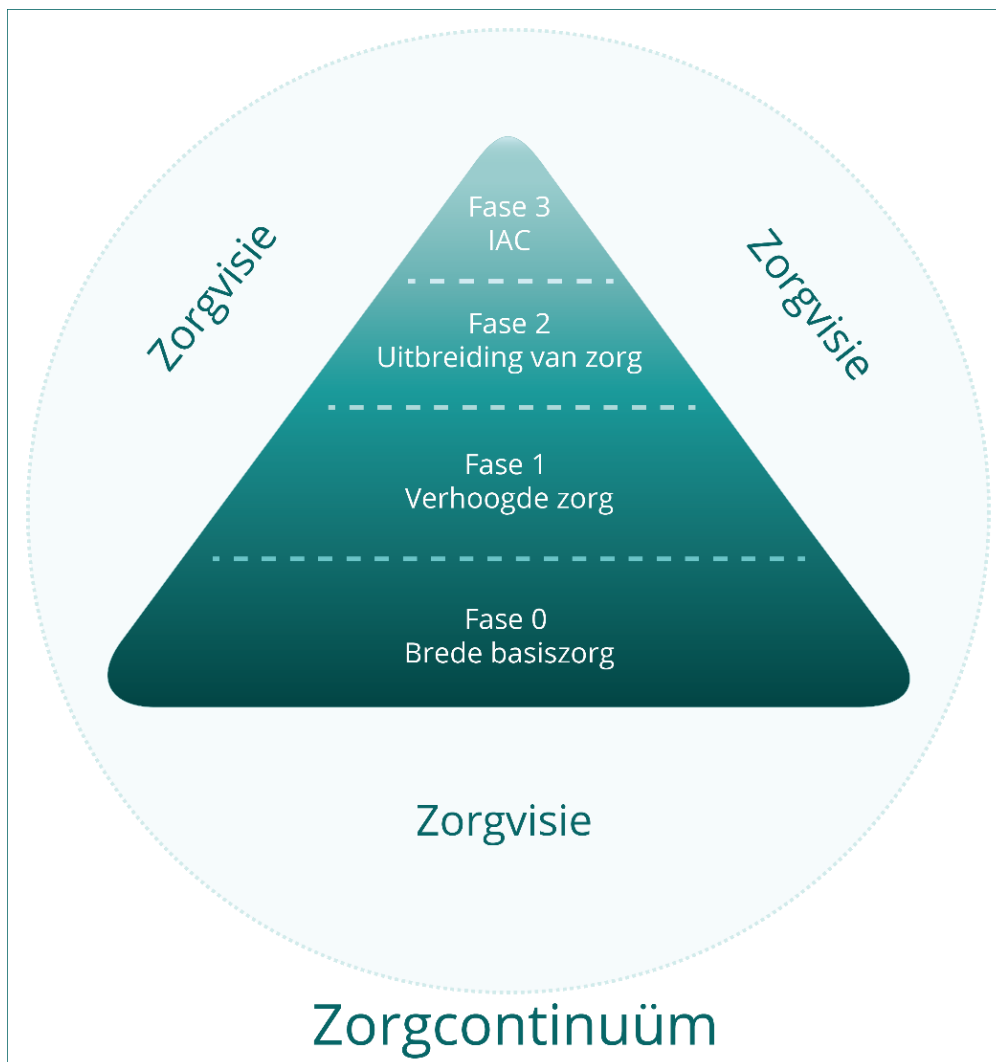 Zorgvisie
Zorgvisie
Fase 3
IAC
Fase 2
Uitbreiding van zorg
Fase 1
Verhoogde zorg
Fase 0
Brede basiszorg
Zorgvisie
Zorgcontinuüm